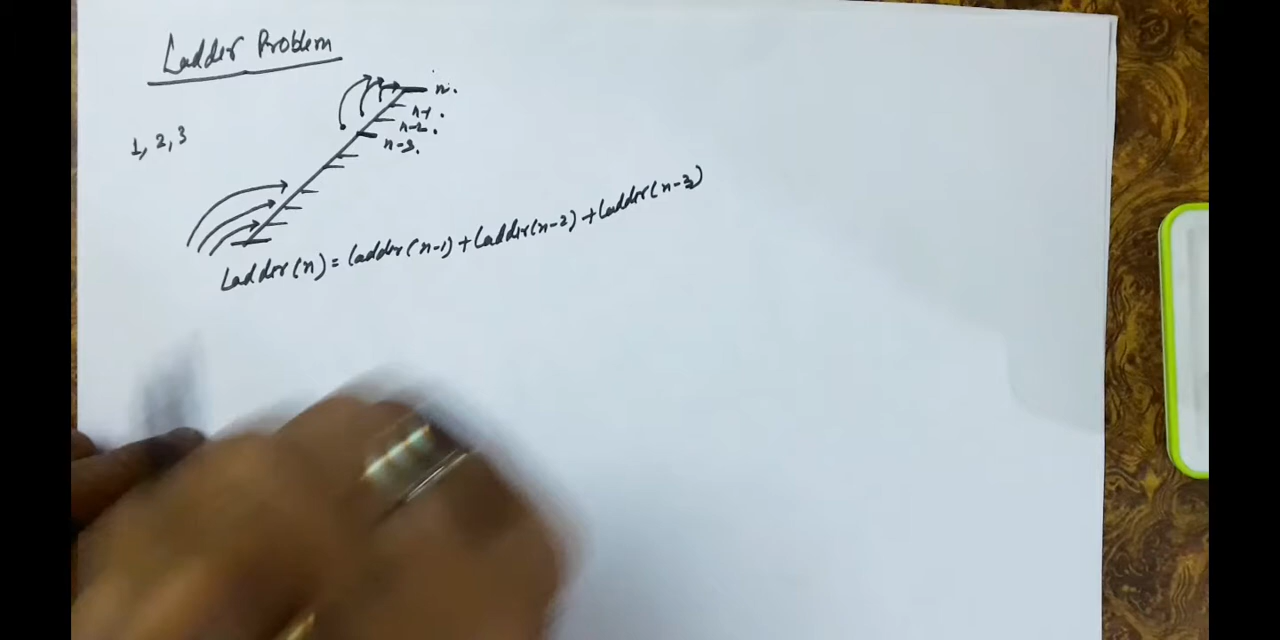 Ladder Problem
n.
n-1.
n-2.
1, 2, 3
n-3.
Ladder(n) = Ladder(n-1) + Ladder(n-2) + Ladder(n-3)